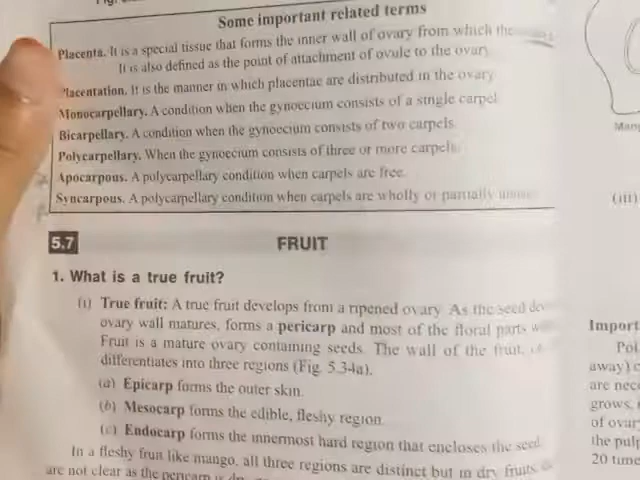 Some important related terms
Placenta. It is a special tissue that forms the inner wall of ovary from which the
It is also defined as the point of attachment of ovule to the ovary
Placentation. It is the manner in which placentae are distributed in the ovary
Monocarpellary. A condition when the gynoecium consists of a single carpel
Bicarpellary. A condition when the gynoecium consists of two carpels
Polycarpellary. When the gynoecium consists of three or more carpels
Apocarpous. A polycarpellary condition when carpels are free
Syncarpous. A polycarpellary condition when carpels are wholly or partially
5.7 FRUIT
1. What is a true fruit?
(i) True fruit: A true fruit develops from a ripened ovary. As the seed
ovary wall matures, forms a pericarp and most of the floral parts
Fruit is a mature ovary containing seeds. The wall of the fruit,
differentiates into three regions (Fig. 5.34a).
(a) Epicarp forms the outer skin.
(b) Mesocarp forms the edible, fleshy region
(c) Endocarp forms the innermost hard region that encloses the seed
In a fleshy fruit like mango, all three regions are distinct but in dry fruits,
are not clear as the pericarp is
(iii)
Import
away)
are
grows,
of
the
20